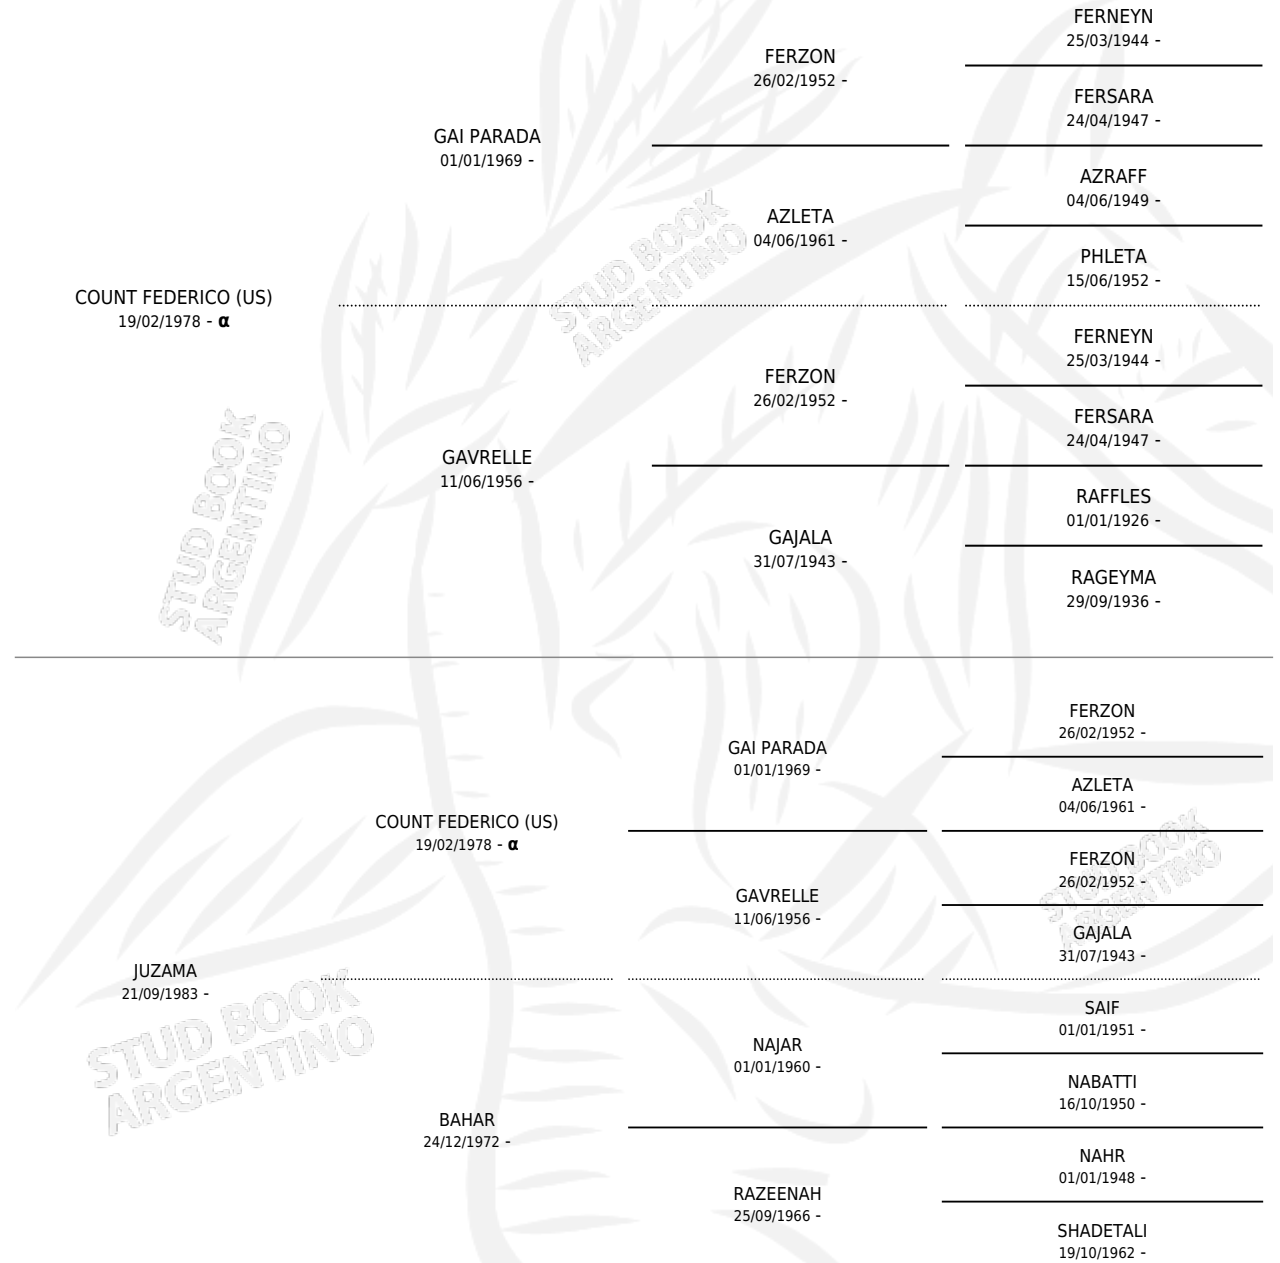 FERNEYN
25/03/1944 -
FERZON
26/02/1952 -
FERSARA
24/04/1947 -
GAI PARADA
01/01/1969 -
AZRAFF
04/06/1949 -
AZLETA
04/06/1961 -
PHLETA
15/06/1952 -
COUNT FEDERICO (US)
19/02/1978 - α
FERNEYN
25/03/1944 -
FERZON
26/02/1952 -
FERSARA
24/04/1947 -
GAVRELLE
11/06/1956 -
RAFFLES
01/01/1926 -
GAJALA
31/07/1943 -
RAGEYMA
29/09/1936 -
STUD BOOK
ARGENTINO
STUD BOOK
ARGENTINO
FERZON
26/02/1952 -
GAI PARADA
01/01/1969 -
AZLETA
04/06/1961 -
COUNT FEDERICO (US)
19/02/1978 - α
FERZON
26/02/1952 -
GAVRELLE
11/06/1956 -
GAJALA
31/07/1943 -
JUZAMA
21/09/1983 -
SAIF
01/01/1951 -
NAJAR
01/01/1960 -
NABATTI
16/10/1950 -
BAHAR
24/12/1972 -
NAHR
01/01/1948 -
RAZEENAH
25/09/1966 -
SHADETALI
19/10/1962 -
STUD BOOK
ARGENTINO
STUD BOOK
ARGENTINO